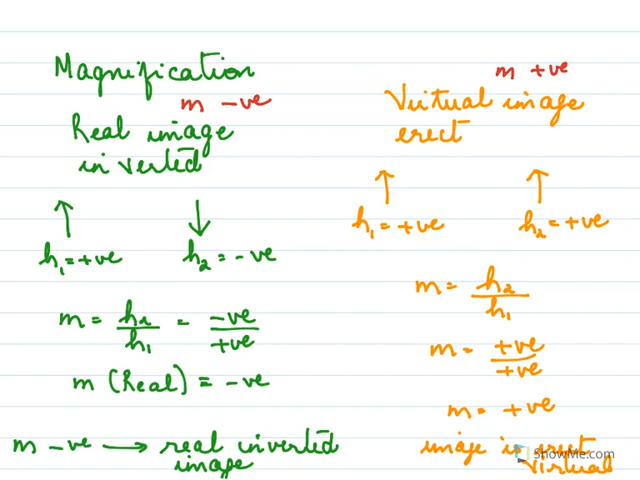 Magnification
m -ve
Real image
inverted
h₁ = +ve
h₂ = -ve
m = h₂/h₁ = -ve/+ve
m (Real) = -ve
m -ve → real inverted
image
m +ve
Virtual image
erect
h₁ = +ve
h₂ = +ve
m = h₂/h₁
m = +ve/+ve
m = +ve
image is erect
virtual
ShowMe.com